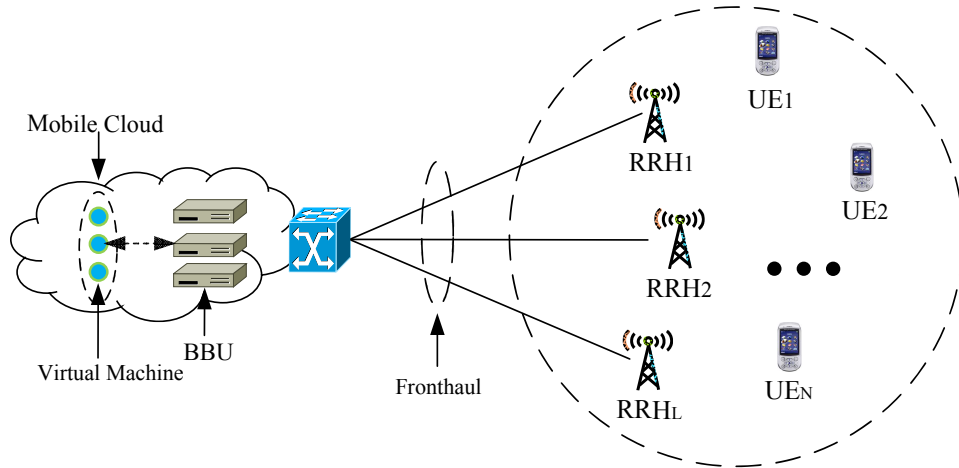 Mobile Cloud
Virtual Machine
BBU
Fronthaul
RRH1
RRH2
RRHL
UE1
UE2
UEN